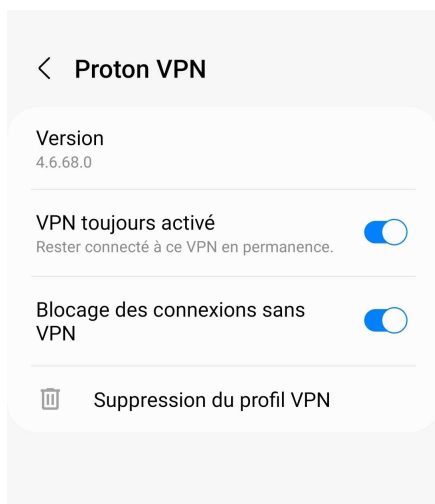 Proton VPN
Version
4.6.68.0
VPN toujours activé
Rester connecté à ce VPN en permanence.
Blocage des connexions sans
VPN
Suppression du profil VPN